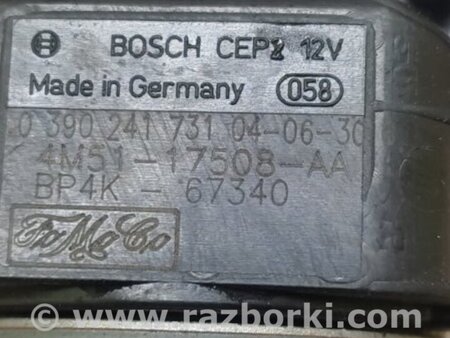 BOSCH CEP2 12V
Made in Germany 058
0 390 241 731 04-06-30
4M51-17508-AA
BP4K - 67340
FoMoCo
© www.razborki.com